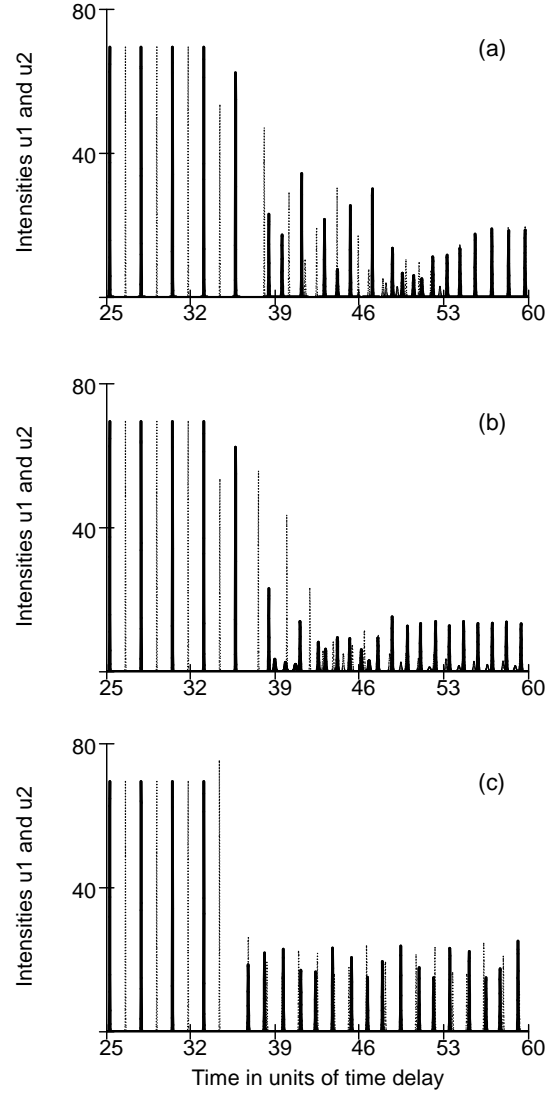 80
(a)
Intensities u1 and u2
40
25 32 39 46 53 60
80
(b)
Intensities u1 and u2
40
25 32 39 46 53 60
80
(c)
Intensities u1 and u2
40
25 32 39 46 53 60
Time in units of time delay